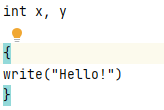 int x, y
{
write("Hello!")
}